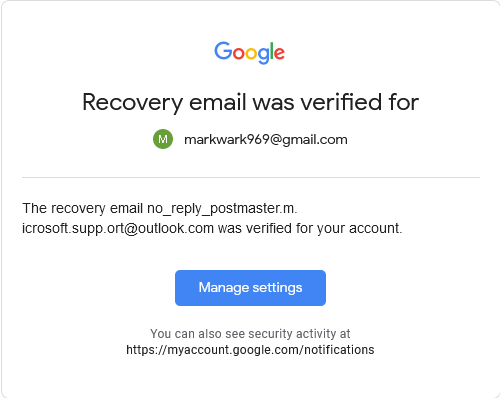 Google
Recovery email was verified for
M markwark969@gmail.com
The recovery email no_reply_postmaster.m.
icrosoft.supp.ort@outlook.com was verified for your account.
Manage settings
You can also see security activity at
https://myaccount.google.com/notifications